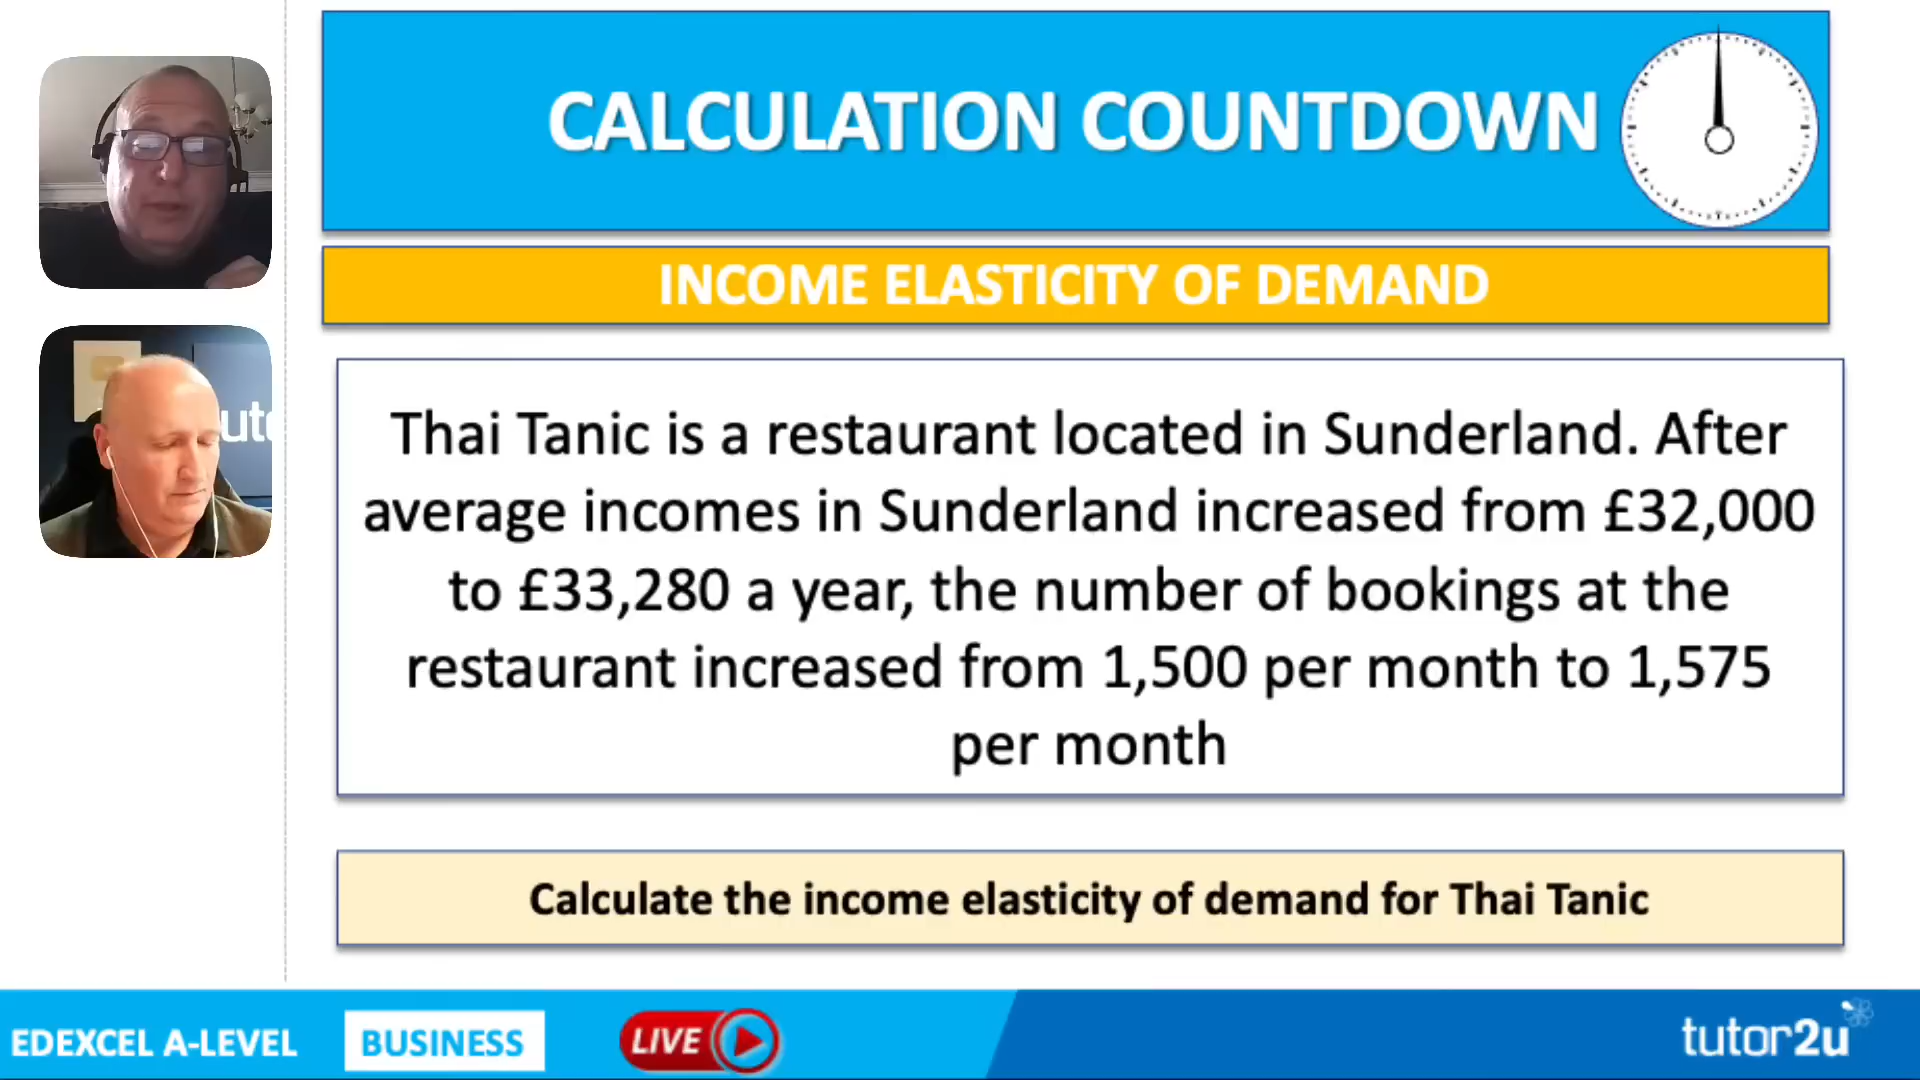 CALCULATION COUNTDOWN
INCOME ELASTICITY OF DEMAND
Thai Tanic is a restaurant located in Sunderland. After
average incomes in Sunderland increased from £32,000
to £33,280 a year, the number of bookings at the
restaurant increased from 1,500 per month to 1,575
per month
Calculate the income elasticity of demand for Thai Tanic
EDEXCEL A-LEVEL
BUSINESS
LIVE
tutor2u